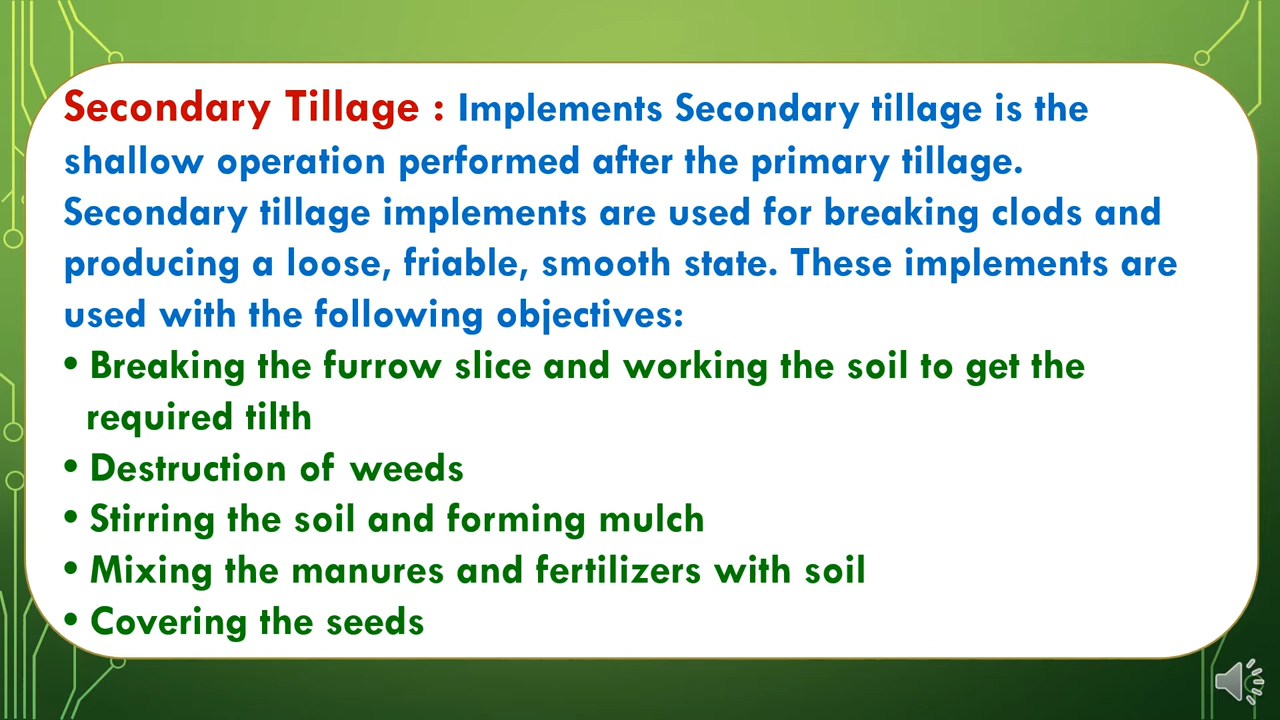 Secondary Tillage : Implements Secondary tillage is the
shallow operation performed after the primary tillage.
Secondary tillage implements are used for breaking clods and
producing a loose, friable, smooth state. These implements are
used with the following objectives:
• Breaking the furrow slice and working the soil to get the
required tilth
• Destruction of weeds
• Stirring the soil and forming mulch
• Mixing the manures and fertilizers with soil
• Covering the seeds